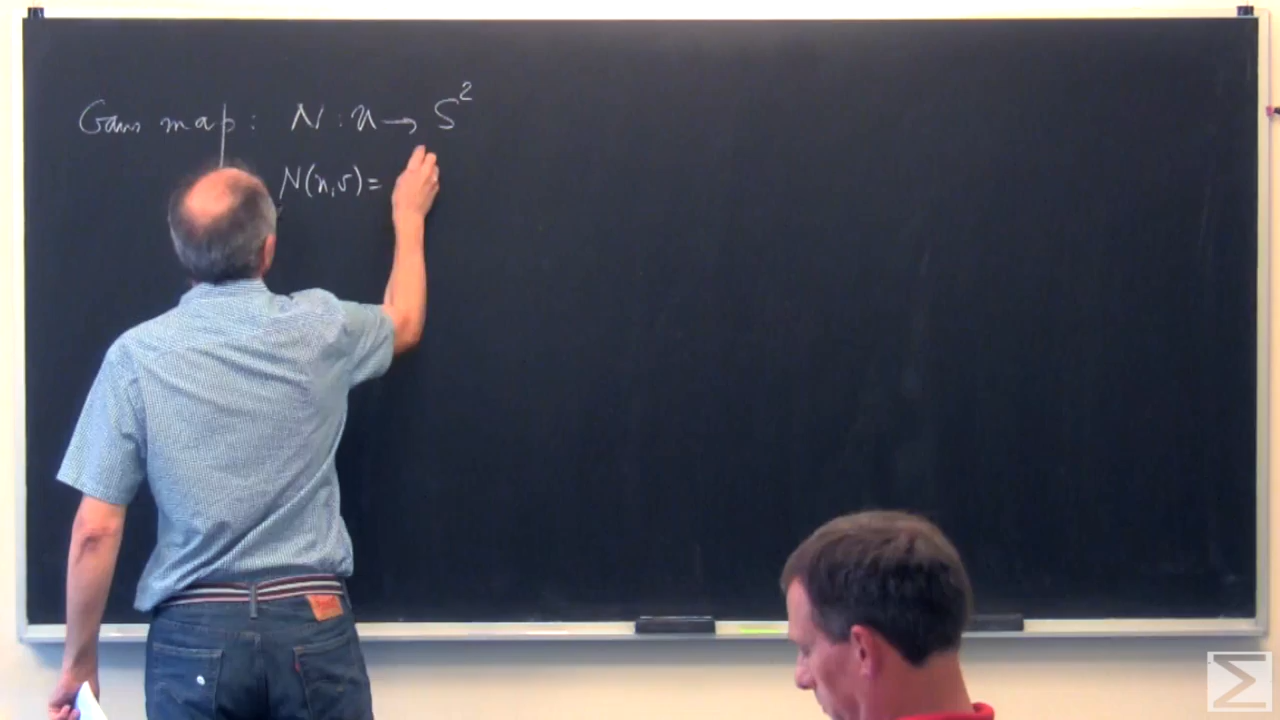 Gauss map : N : U → S²
N(u,v) =
Σ